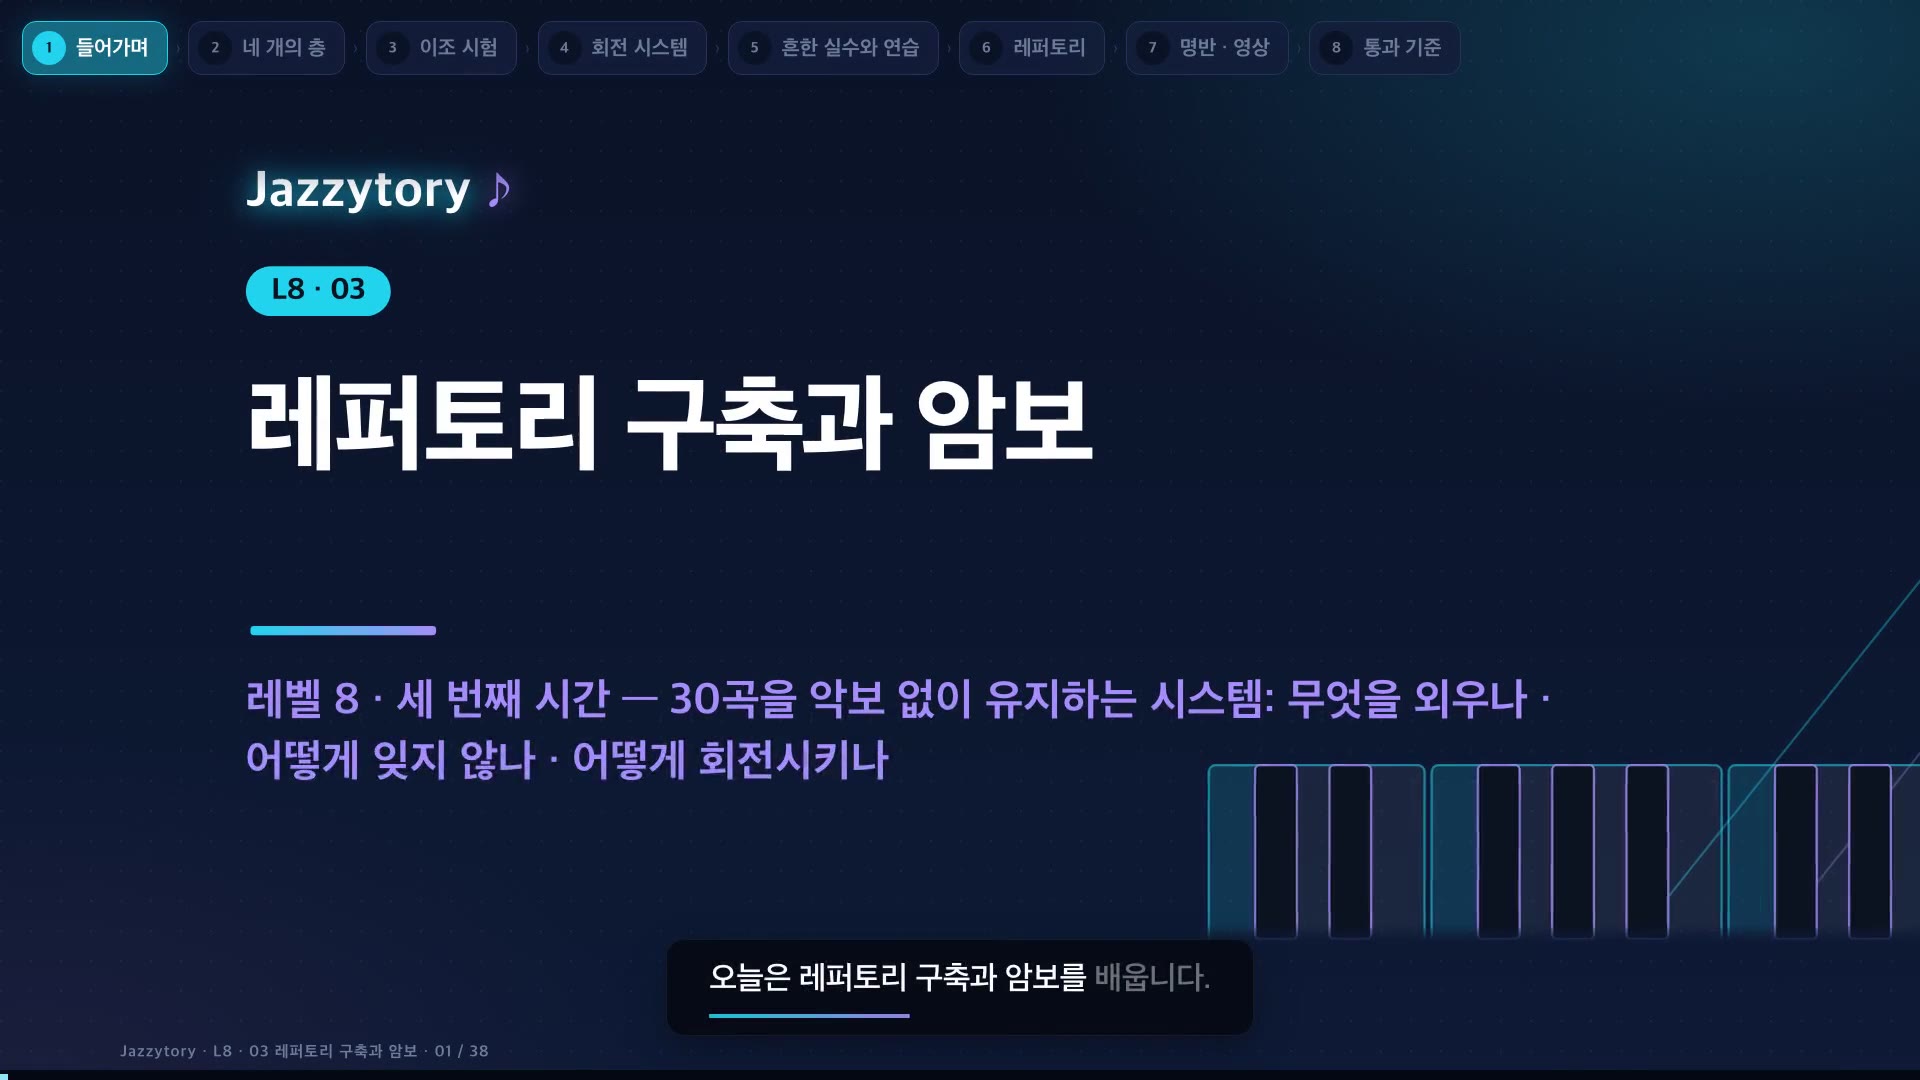 1 들어가며 › 2 네 개의 층 › 3 이조 시험 › 4 회전 시스템 › 5 흔한 실수와 연습 › 6 레퍼토리 › 7 명반 · 영상 › 8 통과 기준
Jazzytory ♪
L8 · 03
레퍼토리 구축과 암보
레벨 8 · 세 번째 시간 — 30곡을 악보 없이 유지하는 시스템: 무엇을 외우나 ·
어떻게 잊지 않나 · 어떻게 회전시키나
오늘은 레퍼토리 구축과 암보를 배웁니다.
Jazzytory · L8 · 03 레퍼토리 구축과 암보 · 01 / 38